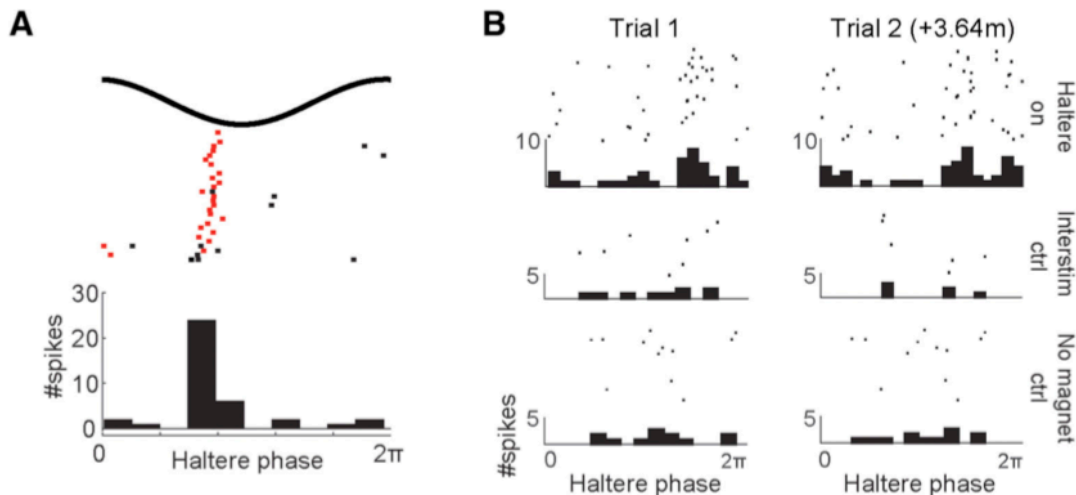 A
30
20
10
0
#spikes
0
2π
Haltere phase
B
Trial 1
Trial 2 (+3.64m)
Haltere on
10
10
Interstim ctrl
5
5
No magnet ctrl
5
5
#spikes
0
2π
0
2π
Haltere phase
Haltere phase